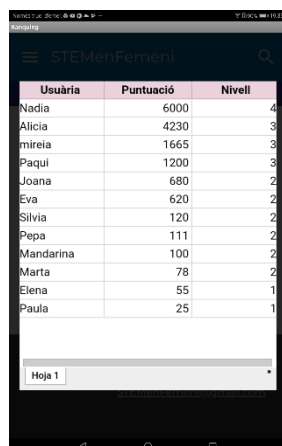 Rànquing
STEMenFemení
Usuària Puntuació Nivell
Nadia 6000 4
Alicia 4230 3
mireia 1665 3
Paqui 1200 3
Joana 680 2
Eva 620 2
Silvia 120 2
Pepa 111 2
Mandarina 100 2
Marta 78 2
Elena 55 1
Paula 25 1
Hoja 1